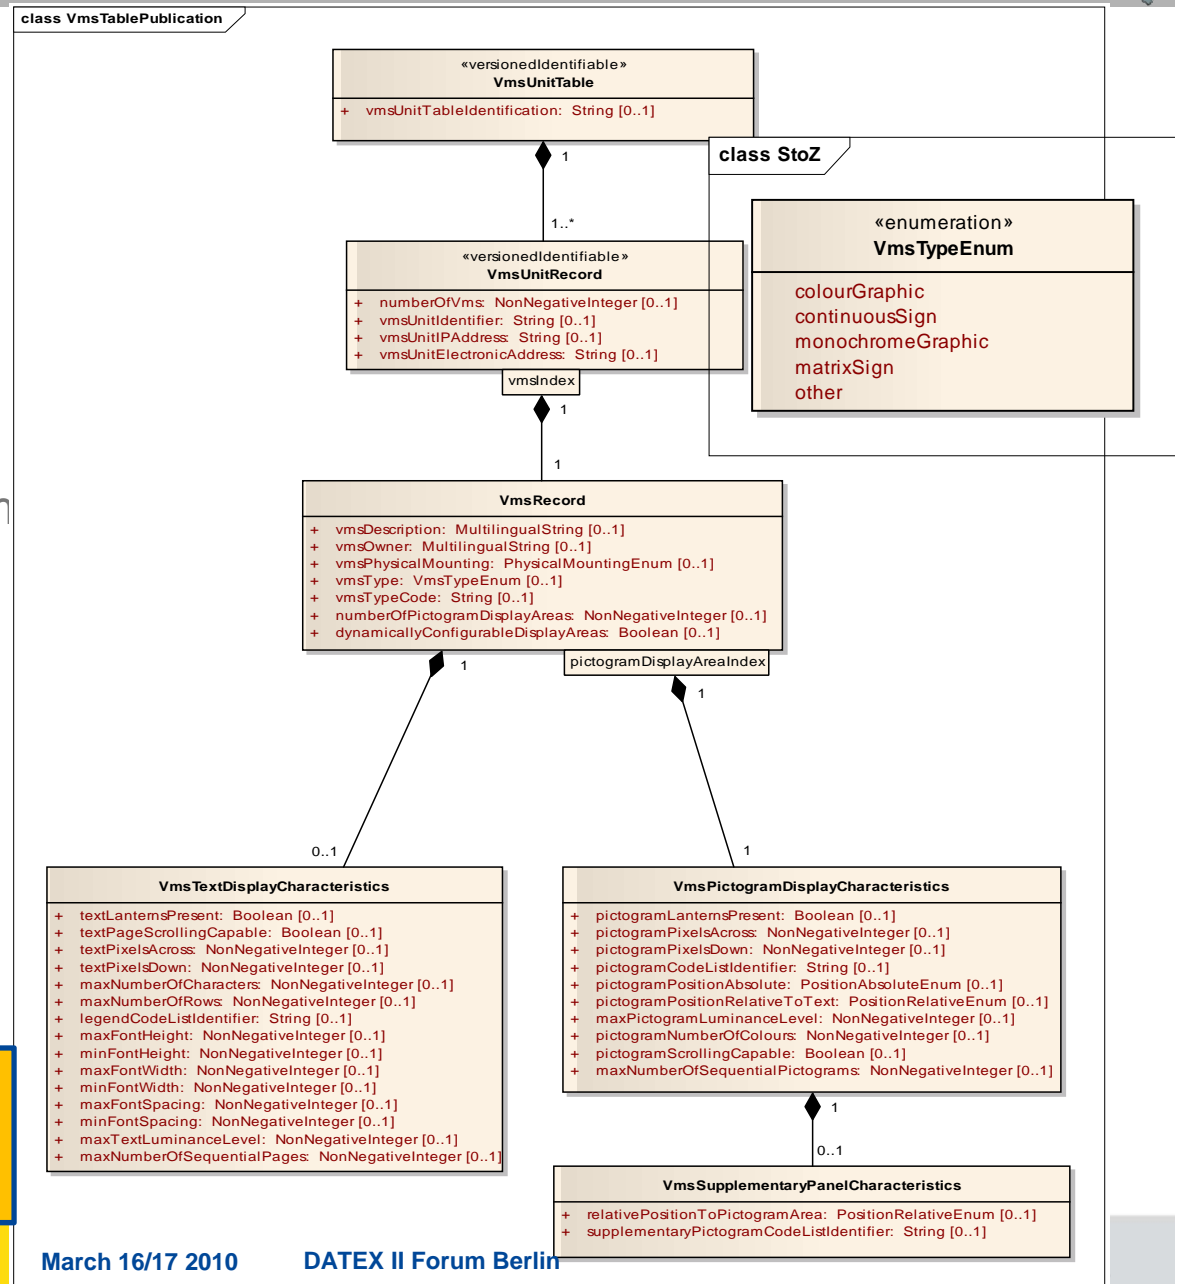 class VmsTablePublication
«versionedIdentifiable»
VmsUnitTable
+ vmsUnitTableIdentification: String [0..1]
1
1..*
class StoZ
«enumeration»
VmsTypeEnum
colourGraphic
continuousSign
monochromeGraphic
matrixSign
other
«versionedIdentifiable»
VmsUnitRecord
+ numberOfVms: NonNegativeInteger [0..1]
+ vmsUnitIdentifier: String [0..1]
+ vmsUnitIPAddress: String [0..1]
+ vmsUnitElectronicAddress: String [0..1]
vmsIndex
1
1
VmsRecord
+ vmsDescription: MultilingualString [0..1]
+ vmsOwner: MultilingualString [0..1]
+ vmsPhysicalMounting: PhysicalMountingEnum [0..1]
+ vmsType: VmsTypeEnum [0..1]
+ vmsTypeCode: String [0..1]
+ numberOfPictogramDisplayAreas: NonNegativeInteger [0..1]
+ dynamicallyConfigurableDisplayAreas: Boolean [0..1]
pictogramDisplayAreaIndex
1
1
0..1
1
VmsTextDisplayCharacteristics
+ textLanternsPresent: Boolean [0..1]
+ textPageScrollingCapable: Boolean [0..1]
+ textPixelsAcross: NonNegativeInteger [0..1]
+ textPixelsDown: NonNegativeInteger [0..1]
+ maxNumberOfCharacters: NonNegativeInteger [0..1]
+ maxNumberOfRows: NonNegativeInteger [0..1]
+ legendCodeListIdentifier: String [0..1]
+ maxFontHeight: NonNegativeInteger [0..1]
+ minFontHeight: NonNegativeInteger [0..1]
+ maxFontWidth: NonNegativeInteger [0..1]
+ minFontWidth: NonNegativeInteger [0..1]
+ maxFontSpacing: NonNegativeInteger [0..1]
+ minFontSpacing: NonNegativeInteger [0..1]
+ maxTextLuminanceLevel: NonNegativeInteger [0..1]
+ maxNumberOfSequentialPages: NonNegativeInteger [0..1]
VmsPictogramDisplayCharacteristics
+ pictogramLanternsPresent: Boolean [0..1]
+ pictogramPixelsAcross: NonNegativeInteger [0..1]
+ pictogramPixelsDown: NonNegativeInteger [0..1]
+ pictogramCodeListIdentifier: String [0..1]
+ pictogramPositionAbsolute: PositionAbsoluteEnum [0..1]
+ pictogramPositionRelativeToText: PositionRelativeEnum [0..1]
+ maxPictogramLuminanceLevel: NonNegativeInteger [0..1]
+ pictogramNumberOfColours: NonNegativeInteger [0..1]
+ pictogramScrollingCapable: Boolean [0..1]
+ maxNumberOfSequentialPictograms: NonNegativeInteger [0..1]
1
0..1
VmsSupplementaryPanelCharacteristics
+ relativePositionToPictogramArea: PositionRelativeEnum [0..1]
+ supplementaryPictogramCodeListIdentifier: String [0..1]
March 16/17 2010 DATEX II Forum Berlin